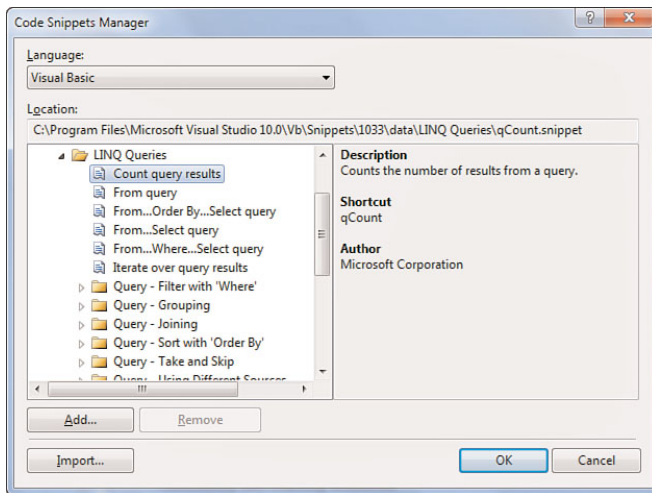 Code Snippets Manager
Language:
Visual Basic
Location:
C:\Program Files\Microsoft Visual Studio 10.0\Vb\Snippets\1033\data\LINQ Queries\qCount.snippet
LINQ Queries
Count query results
From query
From...Order By...Select query
From...Select query
From...Where...Select query
Iterate over query results
Query - Filter with 'Where'
Query - Grouping
Query - Joining
Query - Sort with 'Order By'
Query - Take and Skip
Query - Using Different Sources
Description
Counts the number of results from a query.
Shortcut
qCount
Author
Microsoft Corporation
Add...
Remove
Import...
OK
Cancel